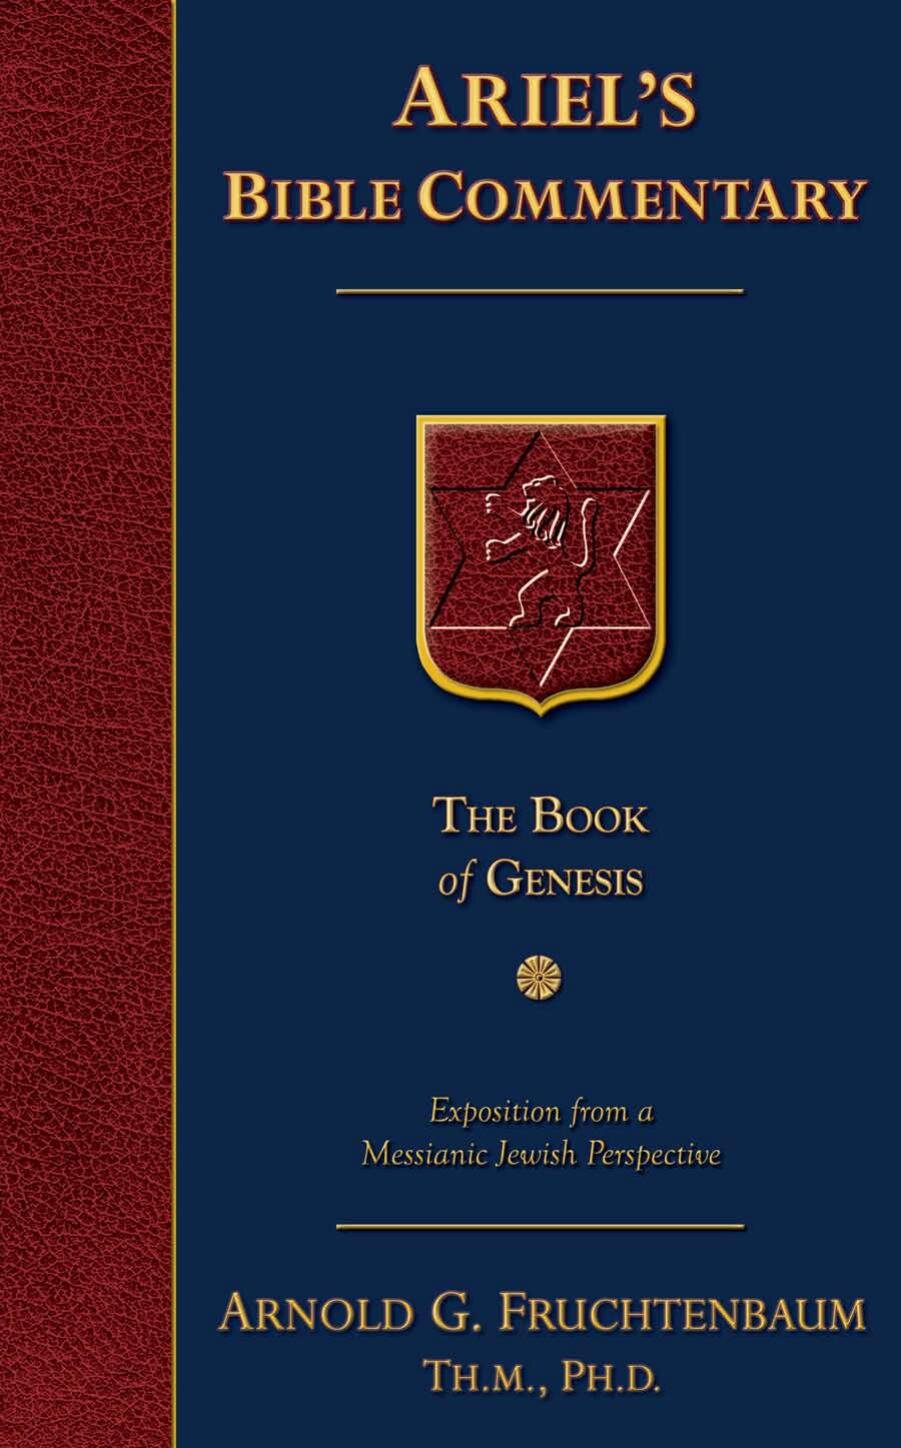 ARIEL'S
BIBLE COMMENTARY
THE BOOK
of GENESIS
Exposition from a
Messianic Jewish Perspective
ARNOLD G. FRUCHTENBAUM
TH.M., PH.D.